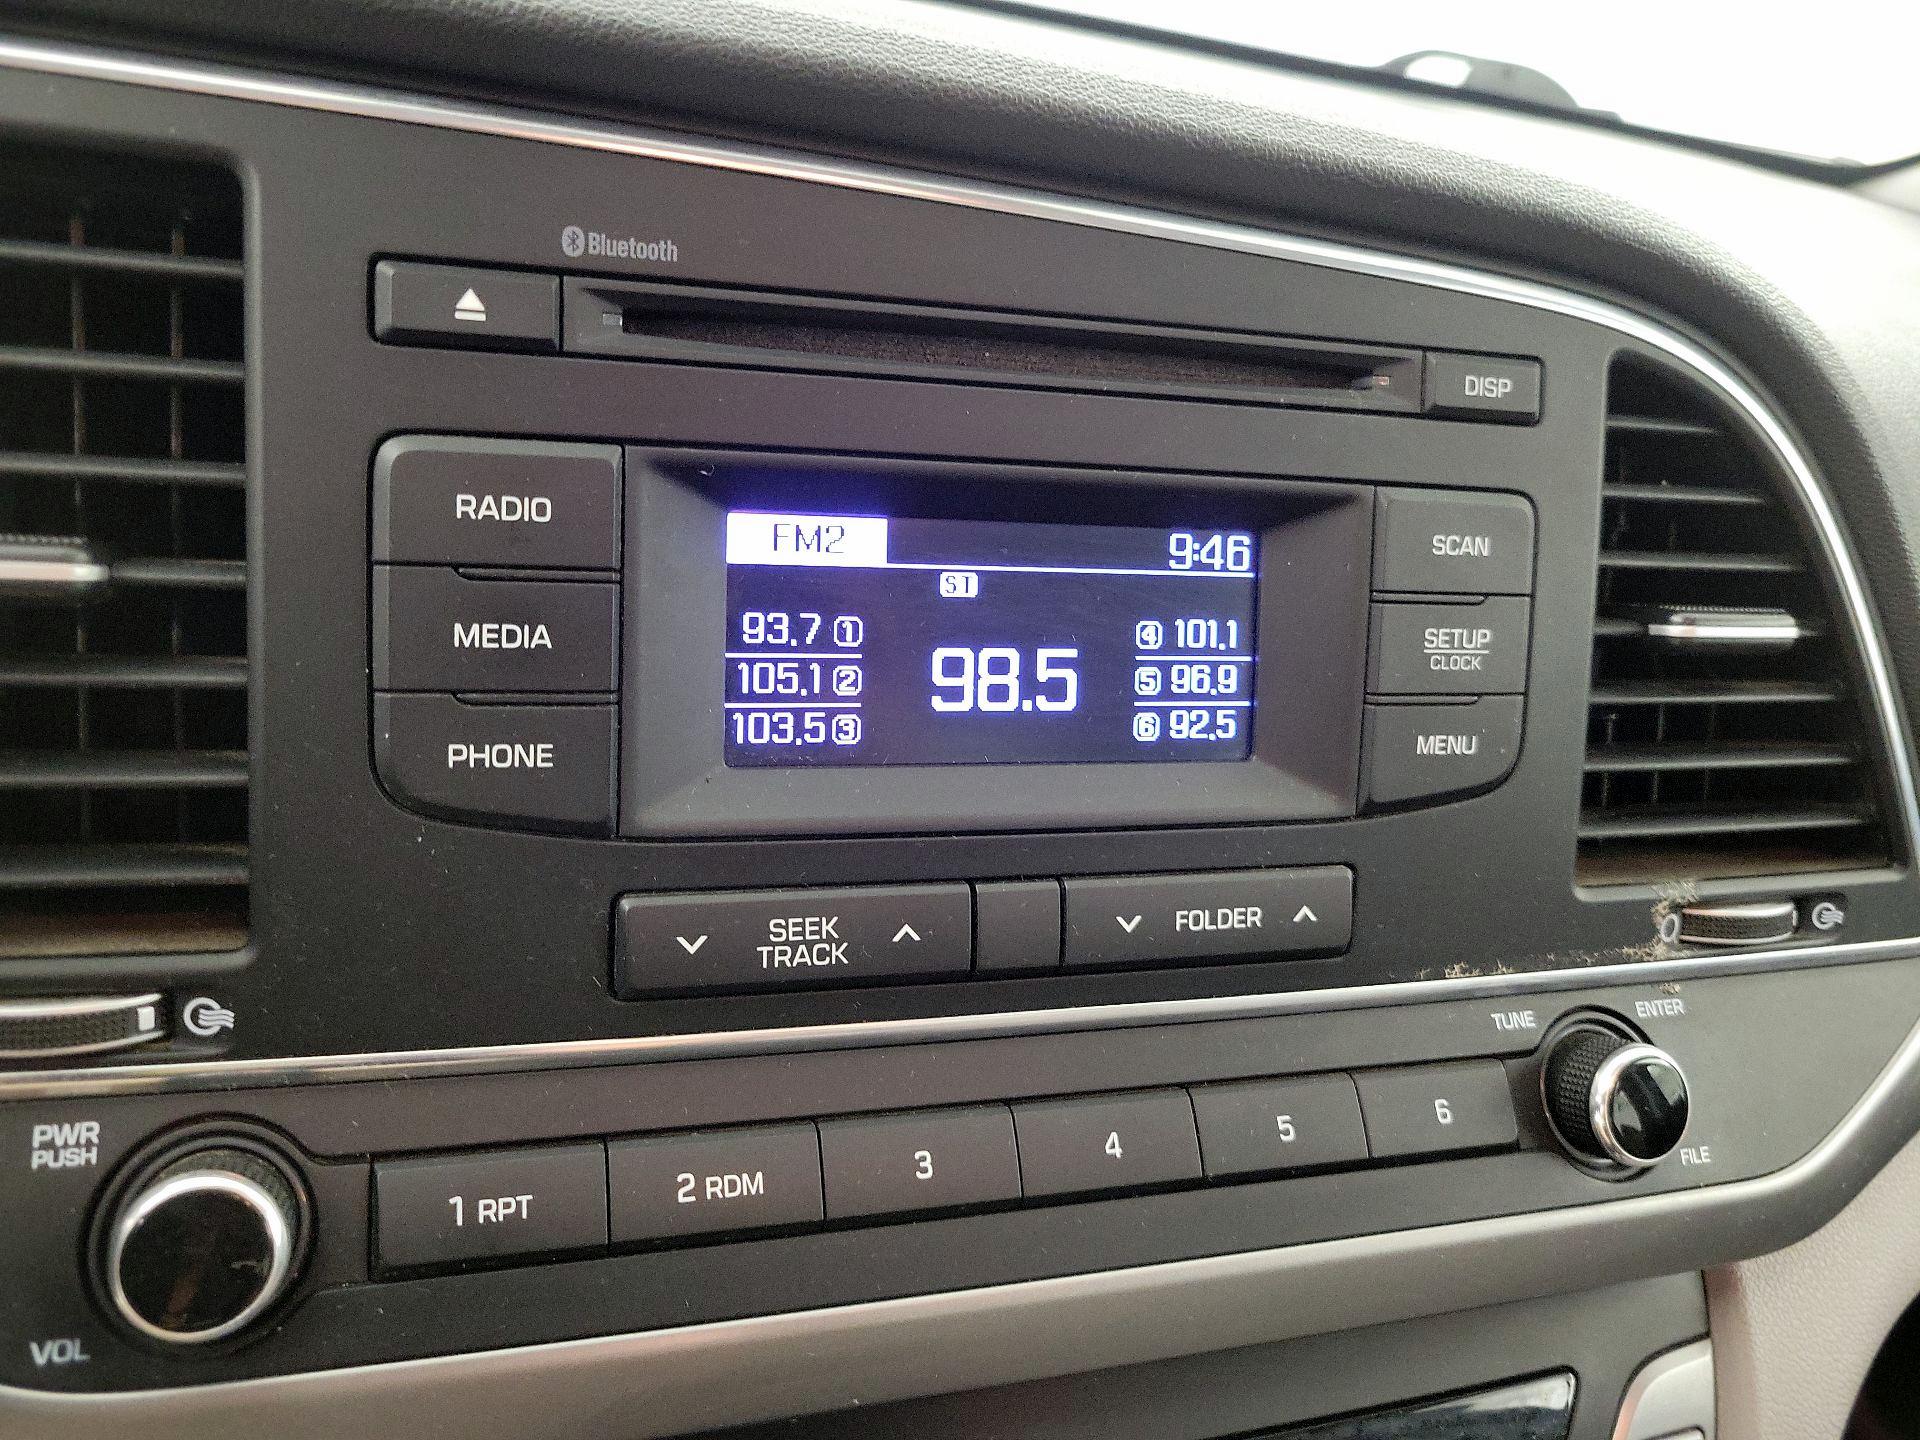 Bluetooth
DISP
RADIO
MEDIA
PHONE
FM2
9:46
ST
93.7 1
105.1 2
103.5 3
98.5
4 101.1
5 96.9
6 92.5
SCAN
SETUP
CLOCK
MENU
SEEK
TRACK
FOLDER
TUNE
ENTER
FILE
PWR
PUSH
VOL
1 RPT
2 RDM
3
4
5
6